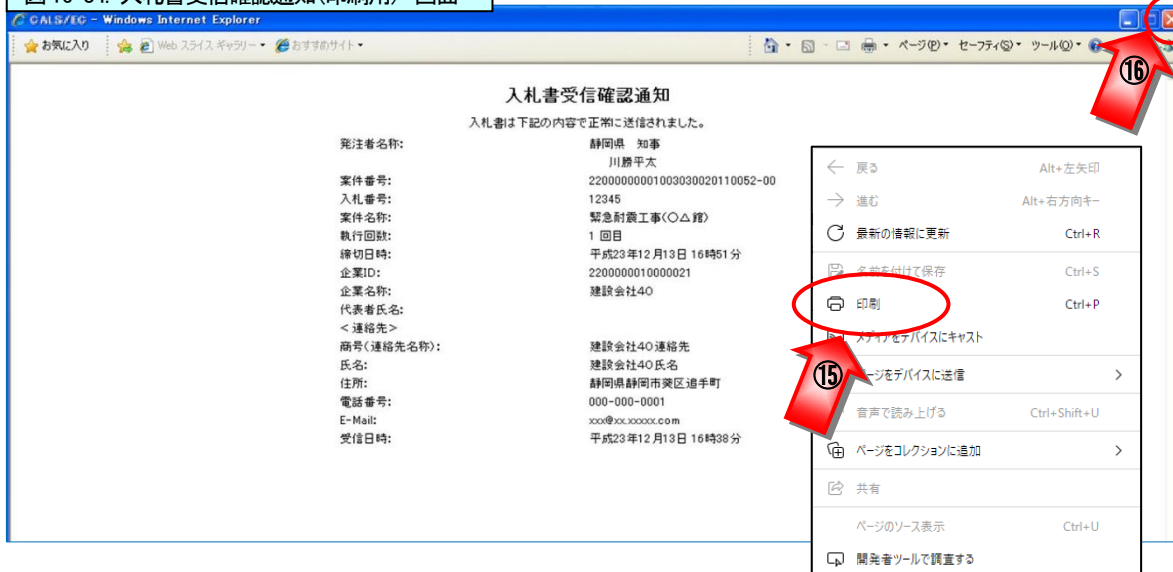 入札書受信確認通知(印刷用) 画面
CALS/EC - Windows Internet Explorer
お気に入り Web スライス ギャラリー おすすめサイト ページ(P) セーフティ(S) ツール(O)
⑯
入札書受信確認通知
入札書は下記の内容で正常に送信されました。
発注者名称: 静岡県 知事
川勝平太
案件番号: 22000000001003030020110052-00
入札番号: 12345
案件名称: 緊急耐震工事(○△館)
執行回数: 1 回目
締切日時: 平成23年12月13日 16時51分
企業ID: 2200000010000021
企業名称: 建設会社40
代表者氏名:
<連絡先>
商号(連絡先名称): 建設会社40連絡先
氏名: 建設会社40氏名
住所: 静岡県静岡市葵区追手町
電話番号: 000-000-0001
E-Mail: xxx@xx.xxxxx.com
受信日時: 平成23年12月13日 16時38分
戻る Alt+左矢印
進む Alt+右方向キー
最新の情報に更新 Ctrl+R
名前を付けて保存 Ctrl+S
印刷 Ctrl+P
メディアをデバイスにキャスト
⑮
ページをデバイスに送信
音声で読み上げる Ctrl+Shift+U
ページをコレクションに追加
共有
ページのソース表示 Ctrl+U
開発者ツールで調査する